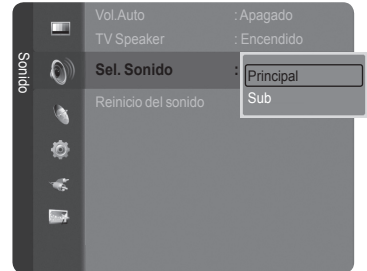 Sonido
Vol.Auto : Apagado
TV Speaker : Encendido
Sel. Sonido :
Principal
Sub
Reinicio del sonido